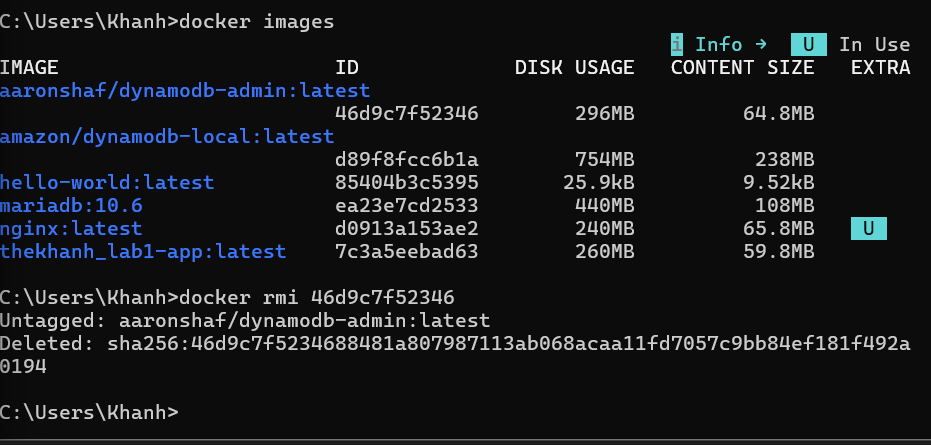 C:\Users\Khanh>docker images
i Info → U In Use
IMAGE ID DISK USAGE CONTENT SIZE EXTRA
aaronshaf/dynamodb-admin:latest
46d9c7f52346 296MB 64.8MB
amazon/dynamodb-local:latest
d89f8fcc6b1a 754MB 238MB
hello-world:latest 85404b3c5395 25.9kB 9.52kB
mariadb:10.6 ea23e7cd2533 440MB 108MB
nginx:latest d0913a153ae2 240MB 65.8MB U
thekhanh_lab1-app:latest 7c3a5eebad63 260MB 59.8MB
C:\Users\Khanh>docker rmi 46d9c7f52346
Untagged: aaronshaf/dynamodb-admin:latest
Deleted: sha256:46d9c7f5234688481a807987113ab068acaa11fd7057c9bb84ef181f492a
0194
C:\Users\Khanh>